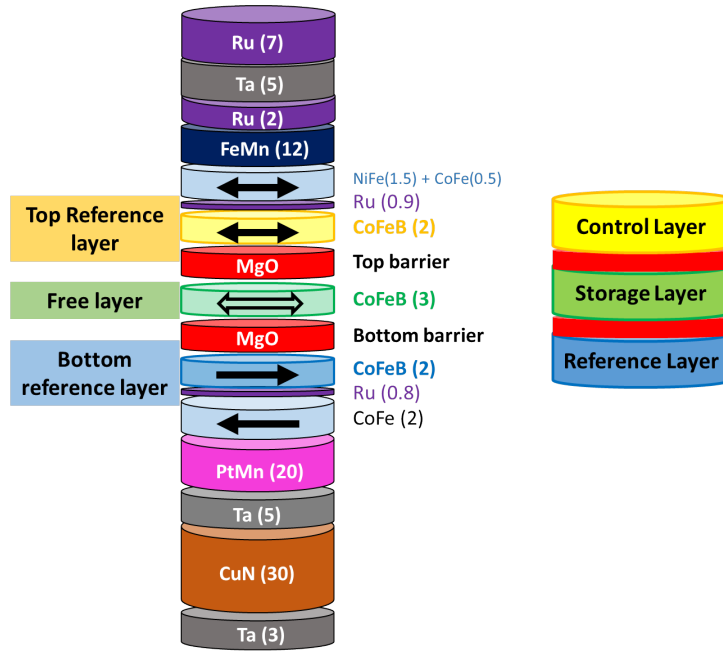 Ru (7)
Ta (5)
Ru (2)
FeMn (12)
NiFe(1.5) + CoFe(0.5)
Ru (0.9)
Top Reference
layer
CoFeB (2)
MgO
Top barrier
Free layer
CoFeB (3)
MgO
Bottom barrier
Bottom
reference layer
CoFeB (2)
Ru (0.8)
CoFe (2)
PtMn (20)
Ta (5)
CuN (30)
Ta (3)
Control Layer
Storage Layer
Reference Layer